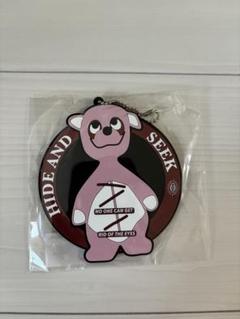 HIDE AND SEEK
NO ONE CAN GET
RID OF THE EYES